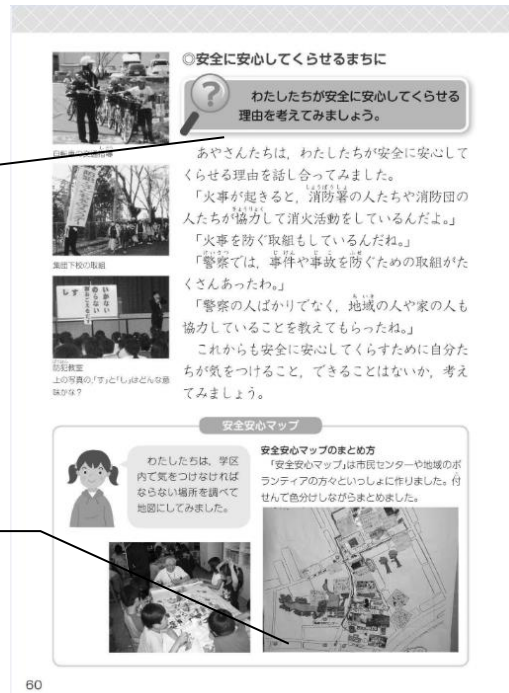 ◎安全に安心してくらせるまちに
?
わたしたちが安全に安心してくらせる
理由を考えてみましょう。
自転車の交通指導
集団下校の取組
いかない
のらない
す
し
防犯教室
上の写真の,「す」と「し」はどんな意
味かな?
あやさんたちは,わたしたちが安全に安心して
くらせる理由を話し合ってみました。
「火事が起きると,消防署の人たちや消防団の
人たちが協力して消火活動をしているんだよ。」
「火事を防ぐ取組もしているんだね。」
「警察では,事件や事故を防ぐための取組がた
くさんあったわ。」
「警察の人ばかりでなく,地域の人や家の人も
協力していることを教えてもらったね。」
これからも安全に安心してくらすために自分た
ちが気をつけること,できることはないか,考え
てみましょう。
安全安心マップ
わたしたちは,学区
内で気をつけなければ
ならない場所を調べて
地図にしてみました。
安全安心マップのまとめ方
「安全安心マップ」は市民センターや地域のボ
ランティアの方々といっしょに作りました。付
せんで色分けしながらまとめました。
60